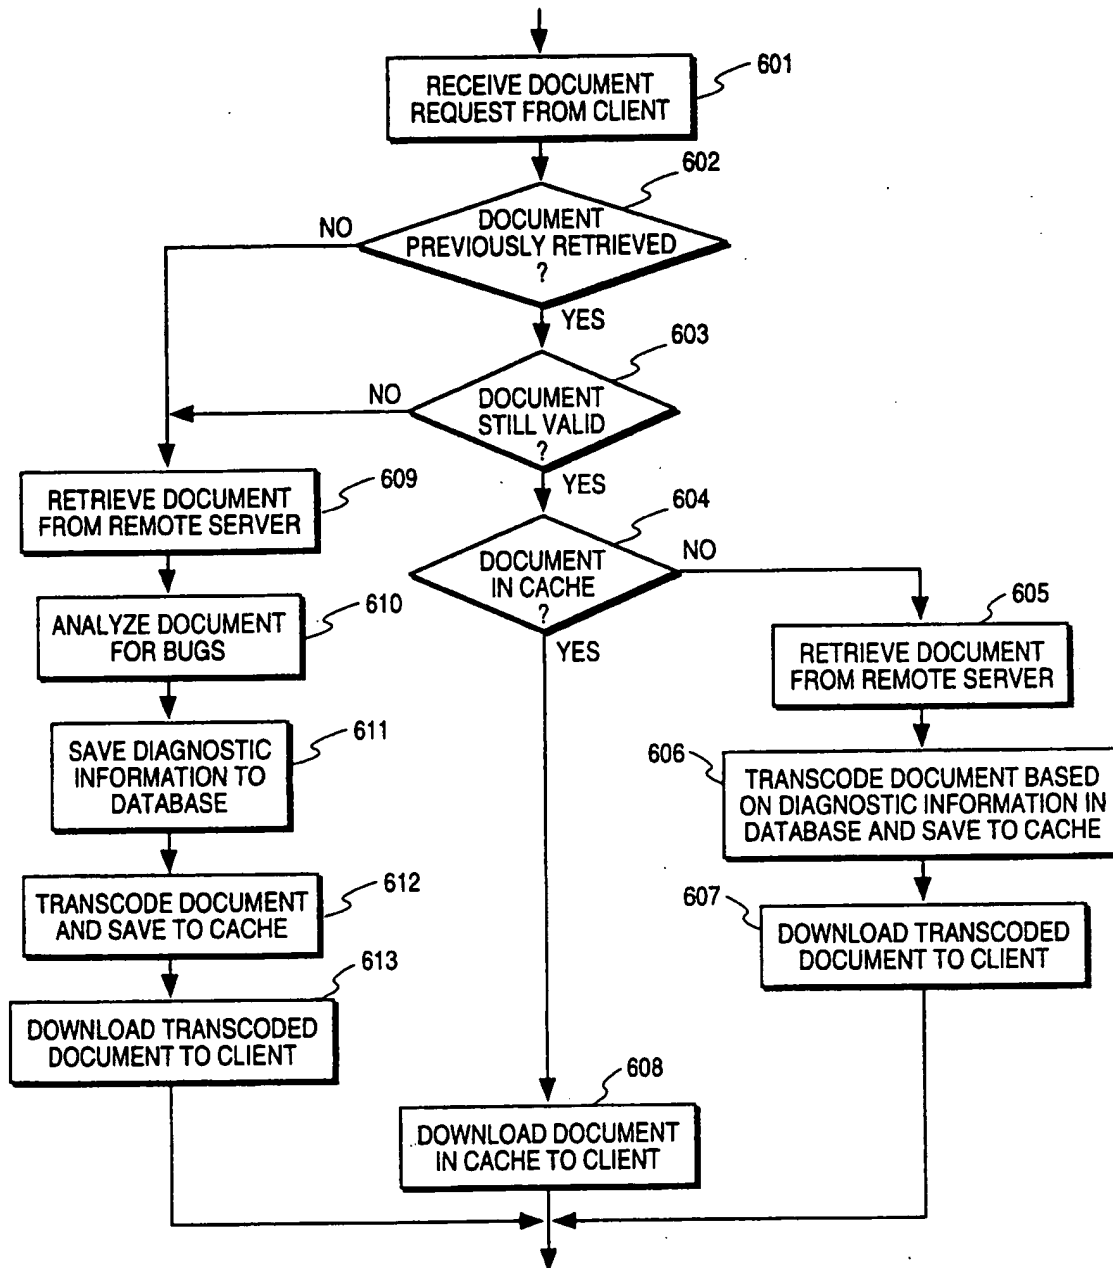 RECEIVE DOCUMENT
REQUEST FROM CLIENT
601
602
DOCUMENT
PREVIOUSLY RETRIEVED
?
NO
YES
603
DOCUMENT
STILL VALID
?
NO
YES
604
DOCUMENT
IN CACHE
?
NO
YES
609
RETRIEVE DOCUMENT
FROM REMOTE SERVER
610
ANALYZE DOCUMENT
FOR BUGS
611
SAVE DIAGNOSTIC
INFORMATION TO
DATABASE
612
TRANSCODE DOCUMENT
AND SAVE TO CACHE
613
DOWNLOAD TRANSCODED
DOCUMENT TO CLIENT
605
RETRIEVE DOCUMENT
FROM REMOTE SERVER
606
TRANSCODE DOCUMENT BASED
ON DIAGNOSTIC INFORMATION IN
DATABASE AND SAVE TO CACHE
607
DOWNLOAD TRANSCODED
DOCUMENT TO CLIENT
608
DOWNLOAD DOCUMENT
IN CACHE TO CLIENT